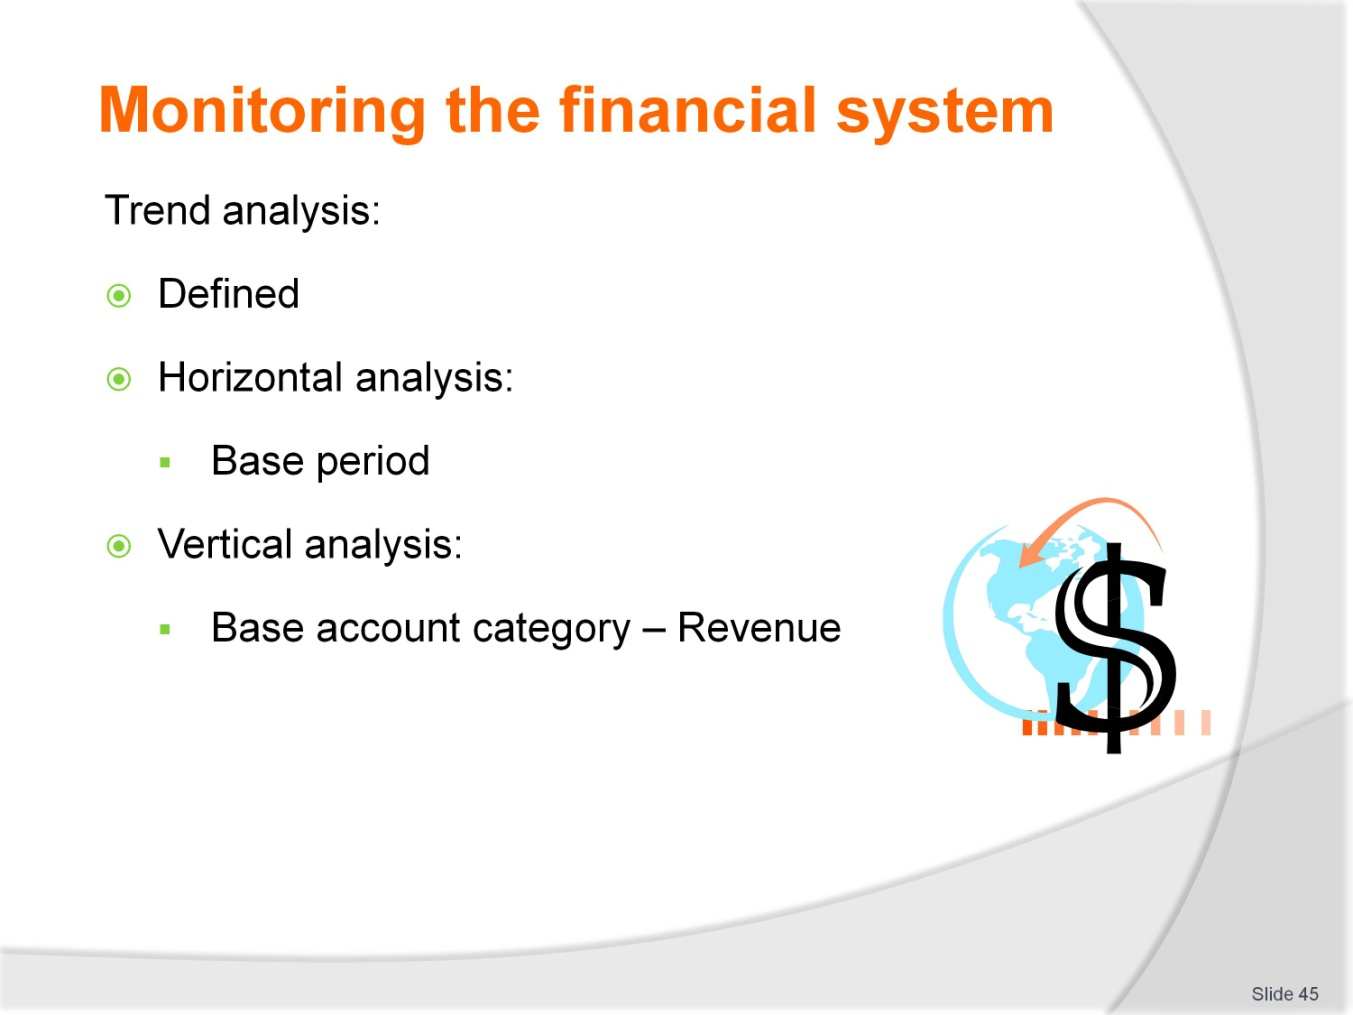 Monitoring the financial system
Trend analysis:
Defined
Horizontal analysis:
Base period
Vertical analysis:
Base account category – Revenue
$
Slide 45